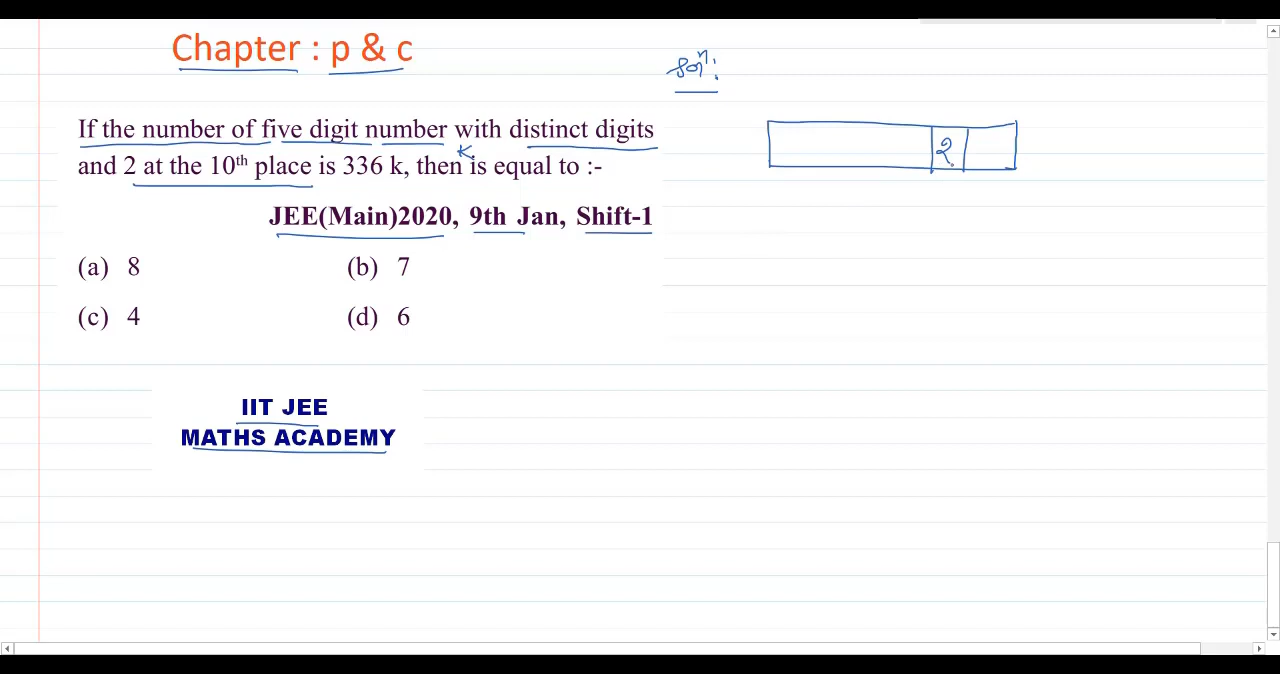 Chapter : p & c
Solⁿ:
If the number of five digit number with distinct digits
and 2 at the 10th place is 336 k, then is equal to :-
K
2
JEE(Main)2020, 9th Jan, Shift-1
(a) 8 (b) 7
(c) 4 (d) 6
IIT JEE
MATHS ACADEMY